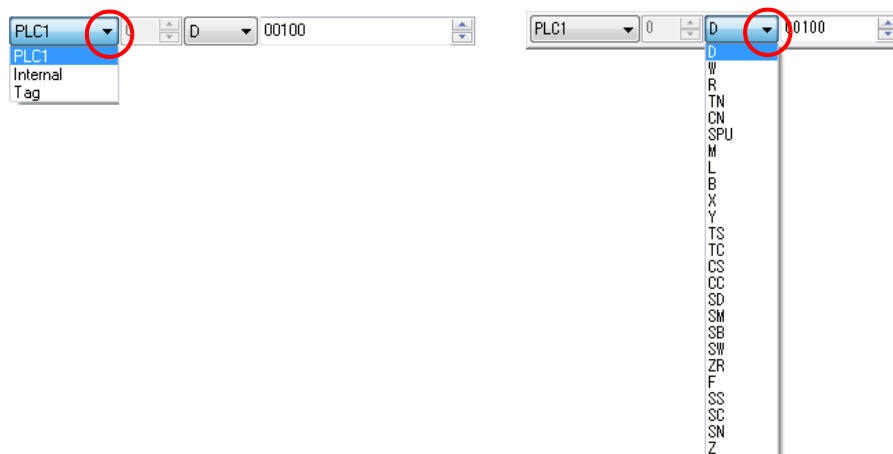 PLC1 0 D 00100
PLC1
Internal
Tag
PLC1 0 D 00100
D
W
R
TN
CN
SPU
M
L
B
X
Y
TS
TC
CS
CC
SD
SM
SB
SW
ZR
F
SS
SC
SN
Z